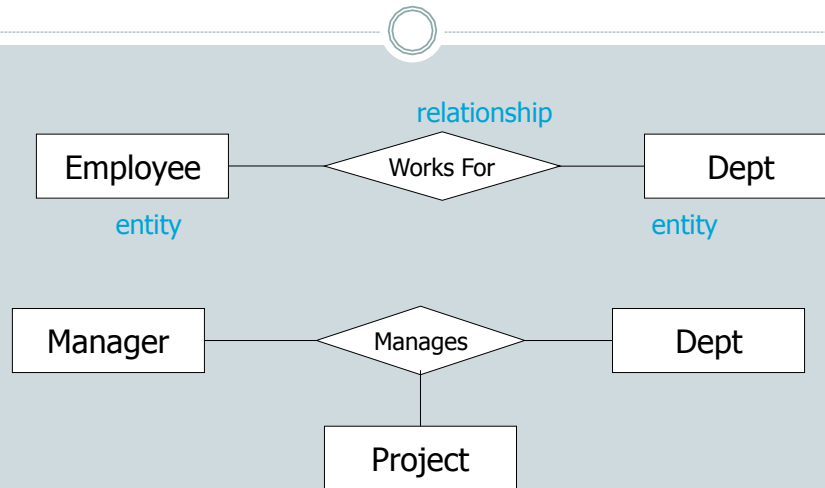 relationship
Employee
Works For
Dept
entity
entity
Manager
Manages
Dept
Project